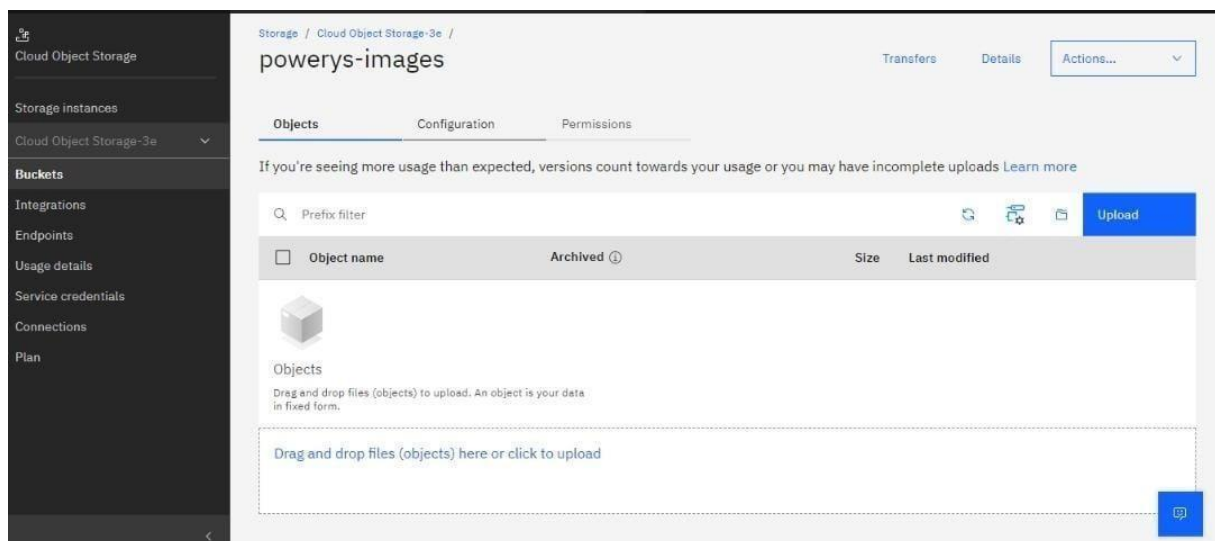 Cloud Object Storage
Storage instances
Cloud Object Storage-3e
Buckets
Integrations
Endpoints
Usage details
Service credentials
Connections
Plan
Storage / Cloud Object Storage-3e /
powerys-images
Transfers Details Actions...
Objects Configuration Permissions
If you're seeing more usage than expected, versions count towards your usage or you may have incomplete uploads Learn more
Prefix filter Upload
Object name Archived Size Last modified
Objects
Drag and drop files (objects) to upload. An object is your data
in fixed form.
Drag and drop files (objects) here or click to upload